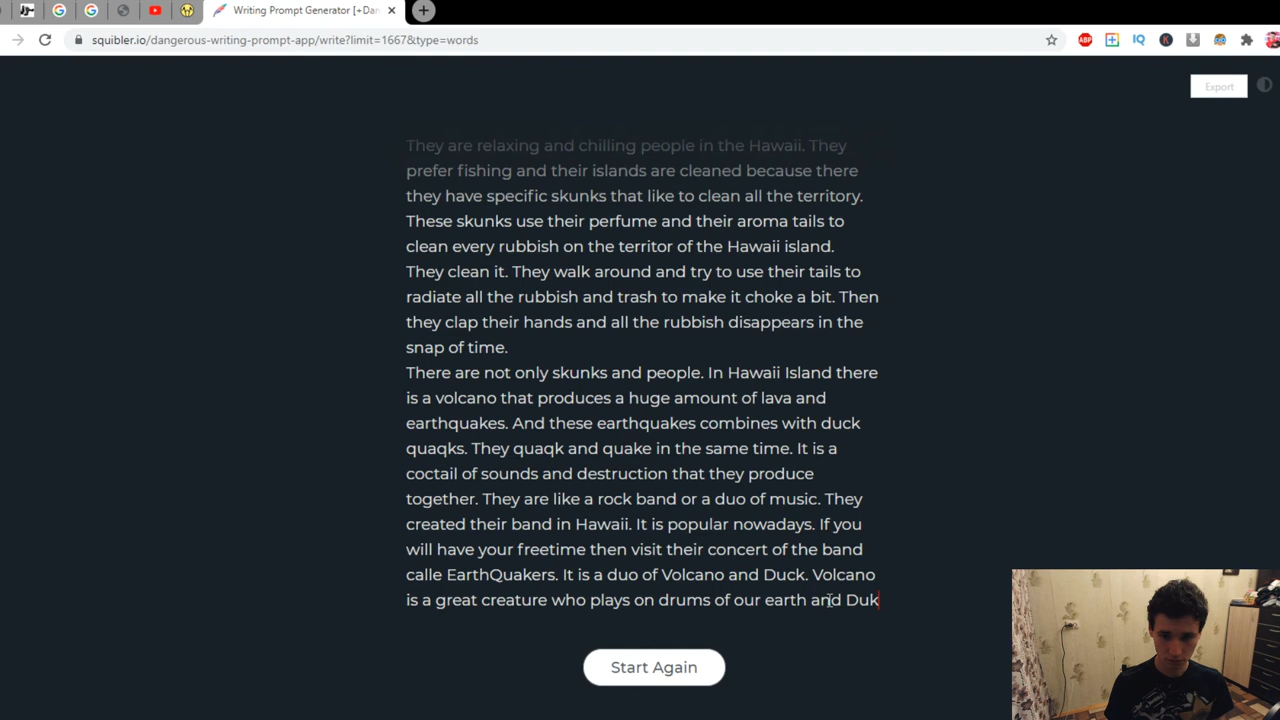 Writing Prompt Generator [+Dan
squibler.io/dangerous-writing-prompt-app/write?limit=1667&type=words
ABP
IQ
K
Export
They are relaxing and chilling people in the Hawaii. They
prefer fishing and their islands are cleaned because there
they have specific skunks that like to clean all the territory.
These skunks use their perfume and their aroma tails to
clean every rubbish on the territor of the Hawaii island.
They clean it. They walk around and try to use their tails to
radiate all the rubbish and trash to make it choke a bit. Then
they clap their hands and all the rubbish disappears in the
snap of time.
There are not only skunks and people. In Hawaii Island there
is a volcano that produces a huge amount of lava and
earthquakes. And these earthquakes combines with duck
quaqks. They quaqk and quake in the same time. It is a
coctail of sounds and destruction that they produce
together. They are like a rock band or a duo of music. They
created their band in Hawaii. It is popular nowadays. If you
will have your freetime then visit their concert of the band
calle EarthQuakers. It is a duo of Volcano and Duck. Volcano
is a great creature who plays on drums of our earth and Duk
Start Again